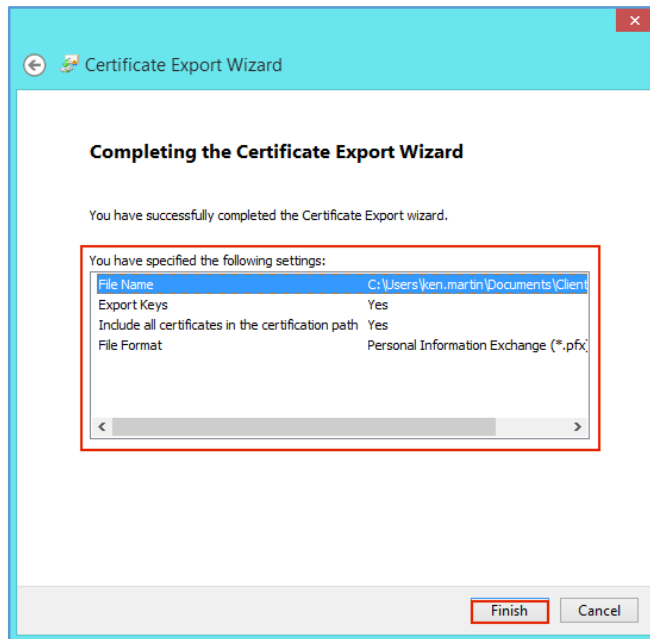 Certificate Export Wizard
Completing the Certificate Export Wizard
You have successfully completed the Certificate Export wizard.
You have specified the following settings:
File Name C:\Users\ken.martin\Documents\Client
Export Keys Yes
Include all certificates in the certification path Yes
File Format Personal Information Exchange (*.pfx)
Finish Cancel